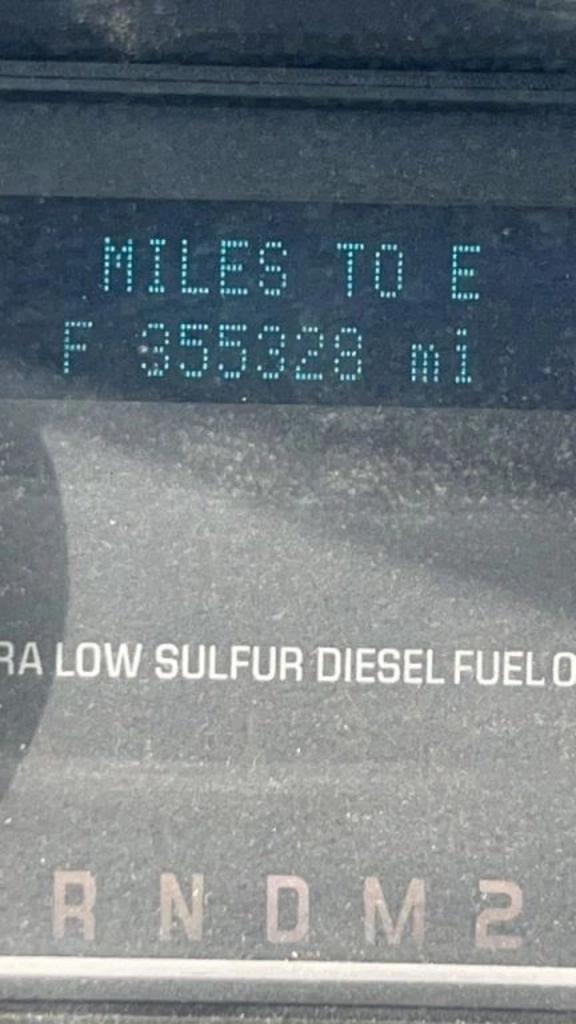 MILES TO E
F 355328 mi
RA LOW SULFUR DIESEL FUEL O
R N D M 2